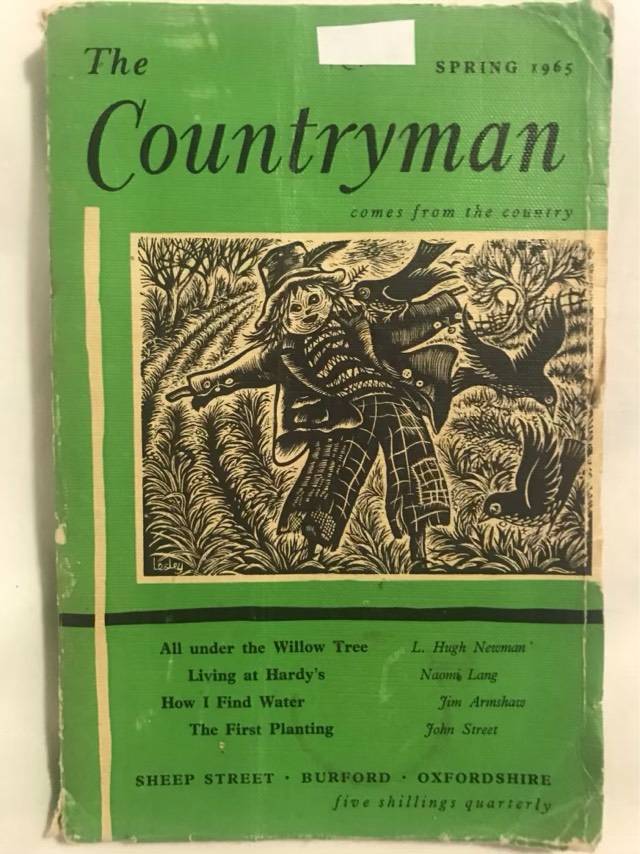 The
SPRING 1965
Countryman
comes from the country
Lesley
All under the Willow Tree L. Hugh Newman
Living at Hardy's Naomi Lang
How I Find Water Jim Armshaw
The First Planting John Street
SHEEP STREET · BURFORD · OXFORDSHIRE
five shillings quarterly